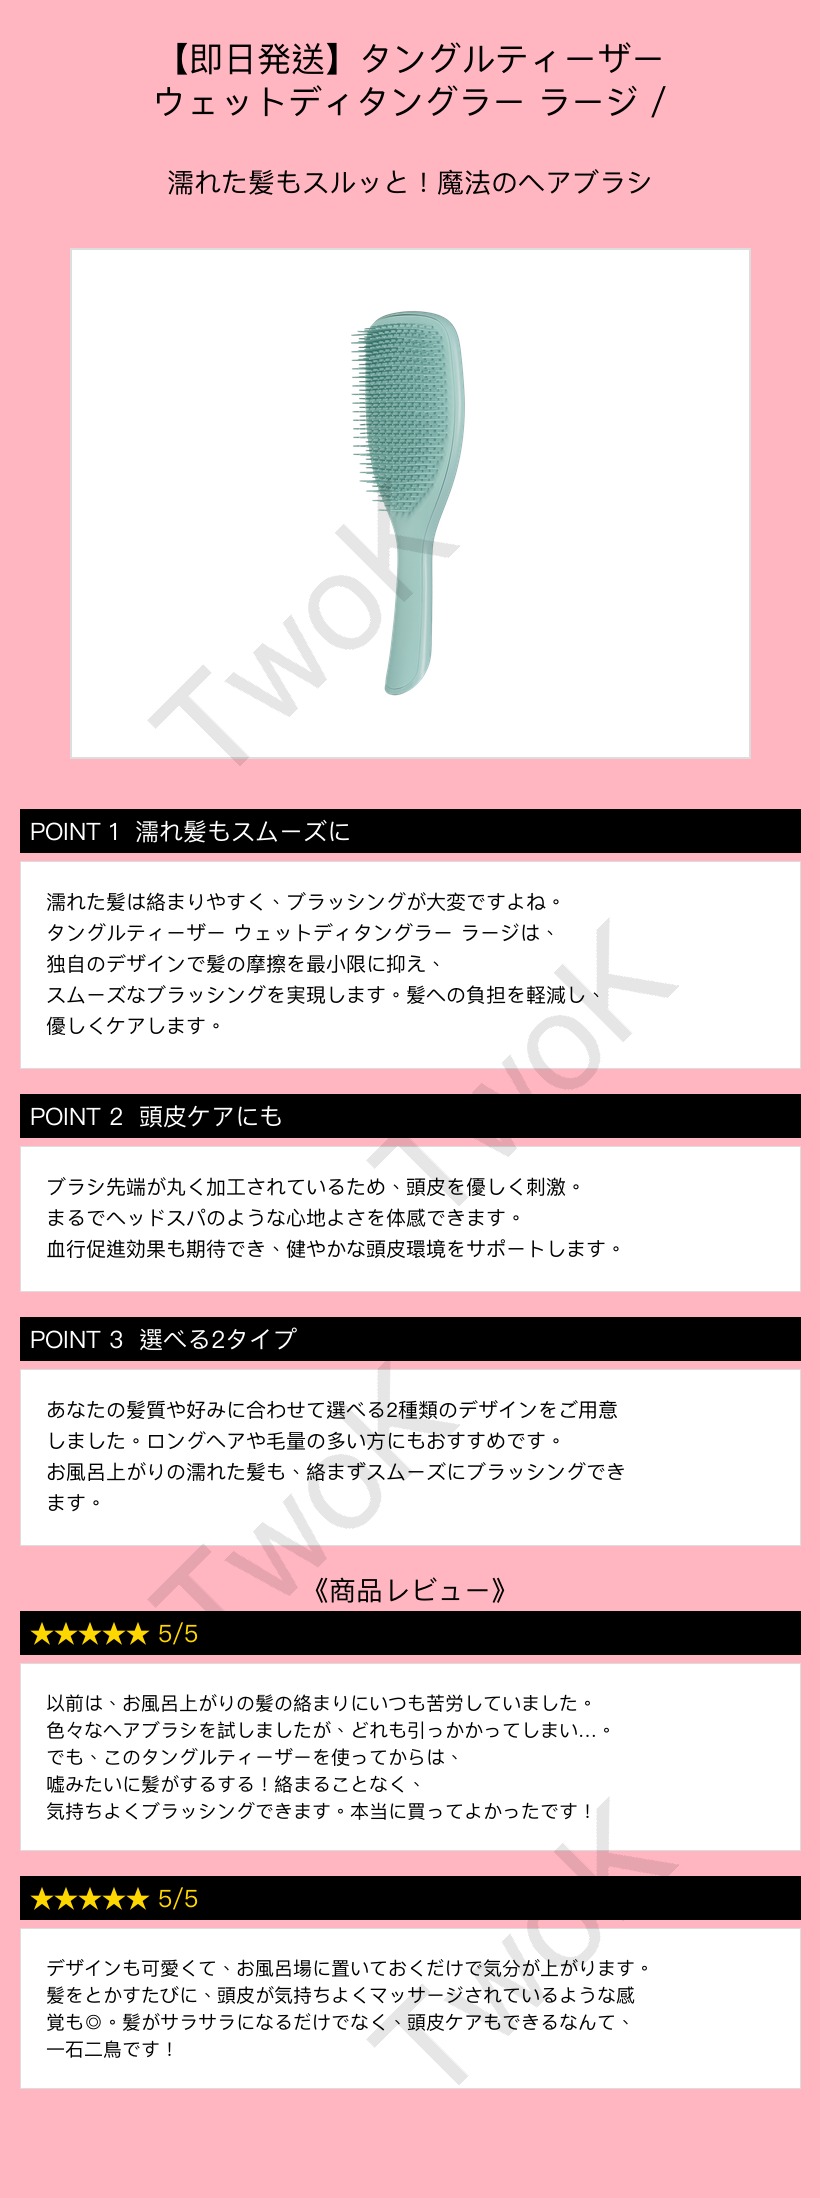 【即日発送】タングルティーザー
ウェットディタングラー ラージ /
濡れた髪もスルッと！魔法のヘアブラシ
TwoK
POINT 1 濡れ髪もスムーズに
濡れた髪は絡まりやすく、ブラッシングが大変ですよね。
タングルティーザー ウェットディタングラー ラージは、
独自のデザインで髪の摩擦を最小限に抑え、
スムーズなブラッシングを実現します。髪への負担を軽減し、
優しくケアします。
TwoK
POINT 2 頭皮ケアにも
ブラシ先端が丸く加工されているため、頭皮を優しく刺激。
まるでヘッドスパのような心地よさを体感できます。
血行促進効果も期待でき、健やかな頭皮環境をサポートします。
POINT 3 選べる2タイプ
あなたの髪質や好みに合わせて選べる2種類のデザインをご用意
しました。ロングヘアや毛量の多い方にもおすすめです。
お風呂上がりの濡れた髪も、絡まずスムーズにブラッシングでき
ます。
TwoK
《商品レビュー》
★★★★★ 5/5
以前は、お風呂上がりの髪の絡まりにいつも苦労していました。
色々なヘアブラシを試しましたが、どれも引っかかってしまい…。
でも、このタングルティーザーを使ってからは、
嘘みたいに髪がするする！絡まることなく、
気持ちよくブラッシングできます。本当に買ってよかったです！
★★★★★ 5/5
デザインも可愛くて、お風呂場に置いておくだけで気分が上がります。
髪をとかすたびに、頭皮が気持ちよくマッサージされているような感
覚も◎。髪がサラサラになるだけでなく、頭皮ケアもできるなんて、
一石二鳥です！
TwoK